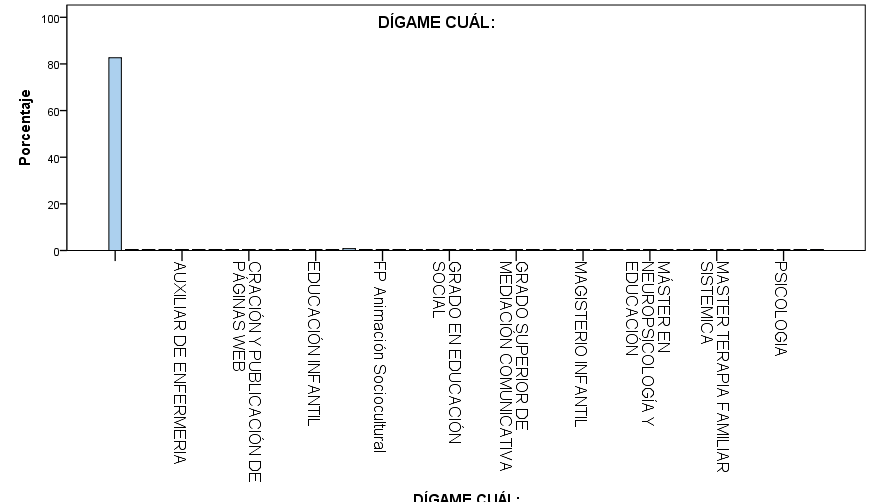 DÍGAME CUÁL:
100
80
60
40
20
0
Porcentaje
AUXILIAR DE ENFERMERIA
CRACIÓN Y PUBLICACIÓN DE
PÁGINAS WEB
EDUCACIÓN INFANTIL
FP Animación Sociocultural
GRADO EN EDUCACIÓN
SOCIAL
GRADO SUPERIOR DE
MEDIACIÓN COMUNICATIVA
MAGISTERIO INFANTIL
MÁSTER EN
NEUROPSICOLOGÍA Y
EDUCACIÓN
MASTER TERAPIA FAMILIAR
SISTEMICA
PSICOLOGIA
DÍGAME CUÁL: